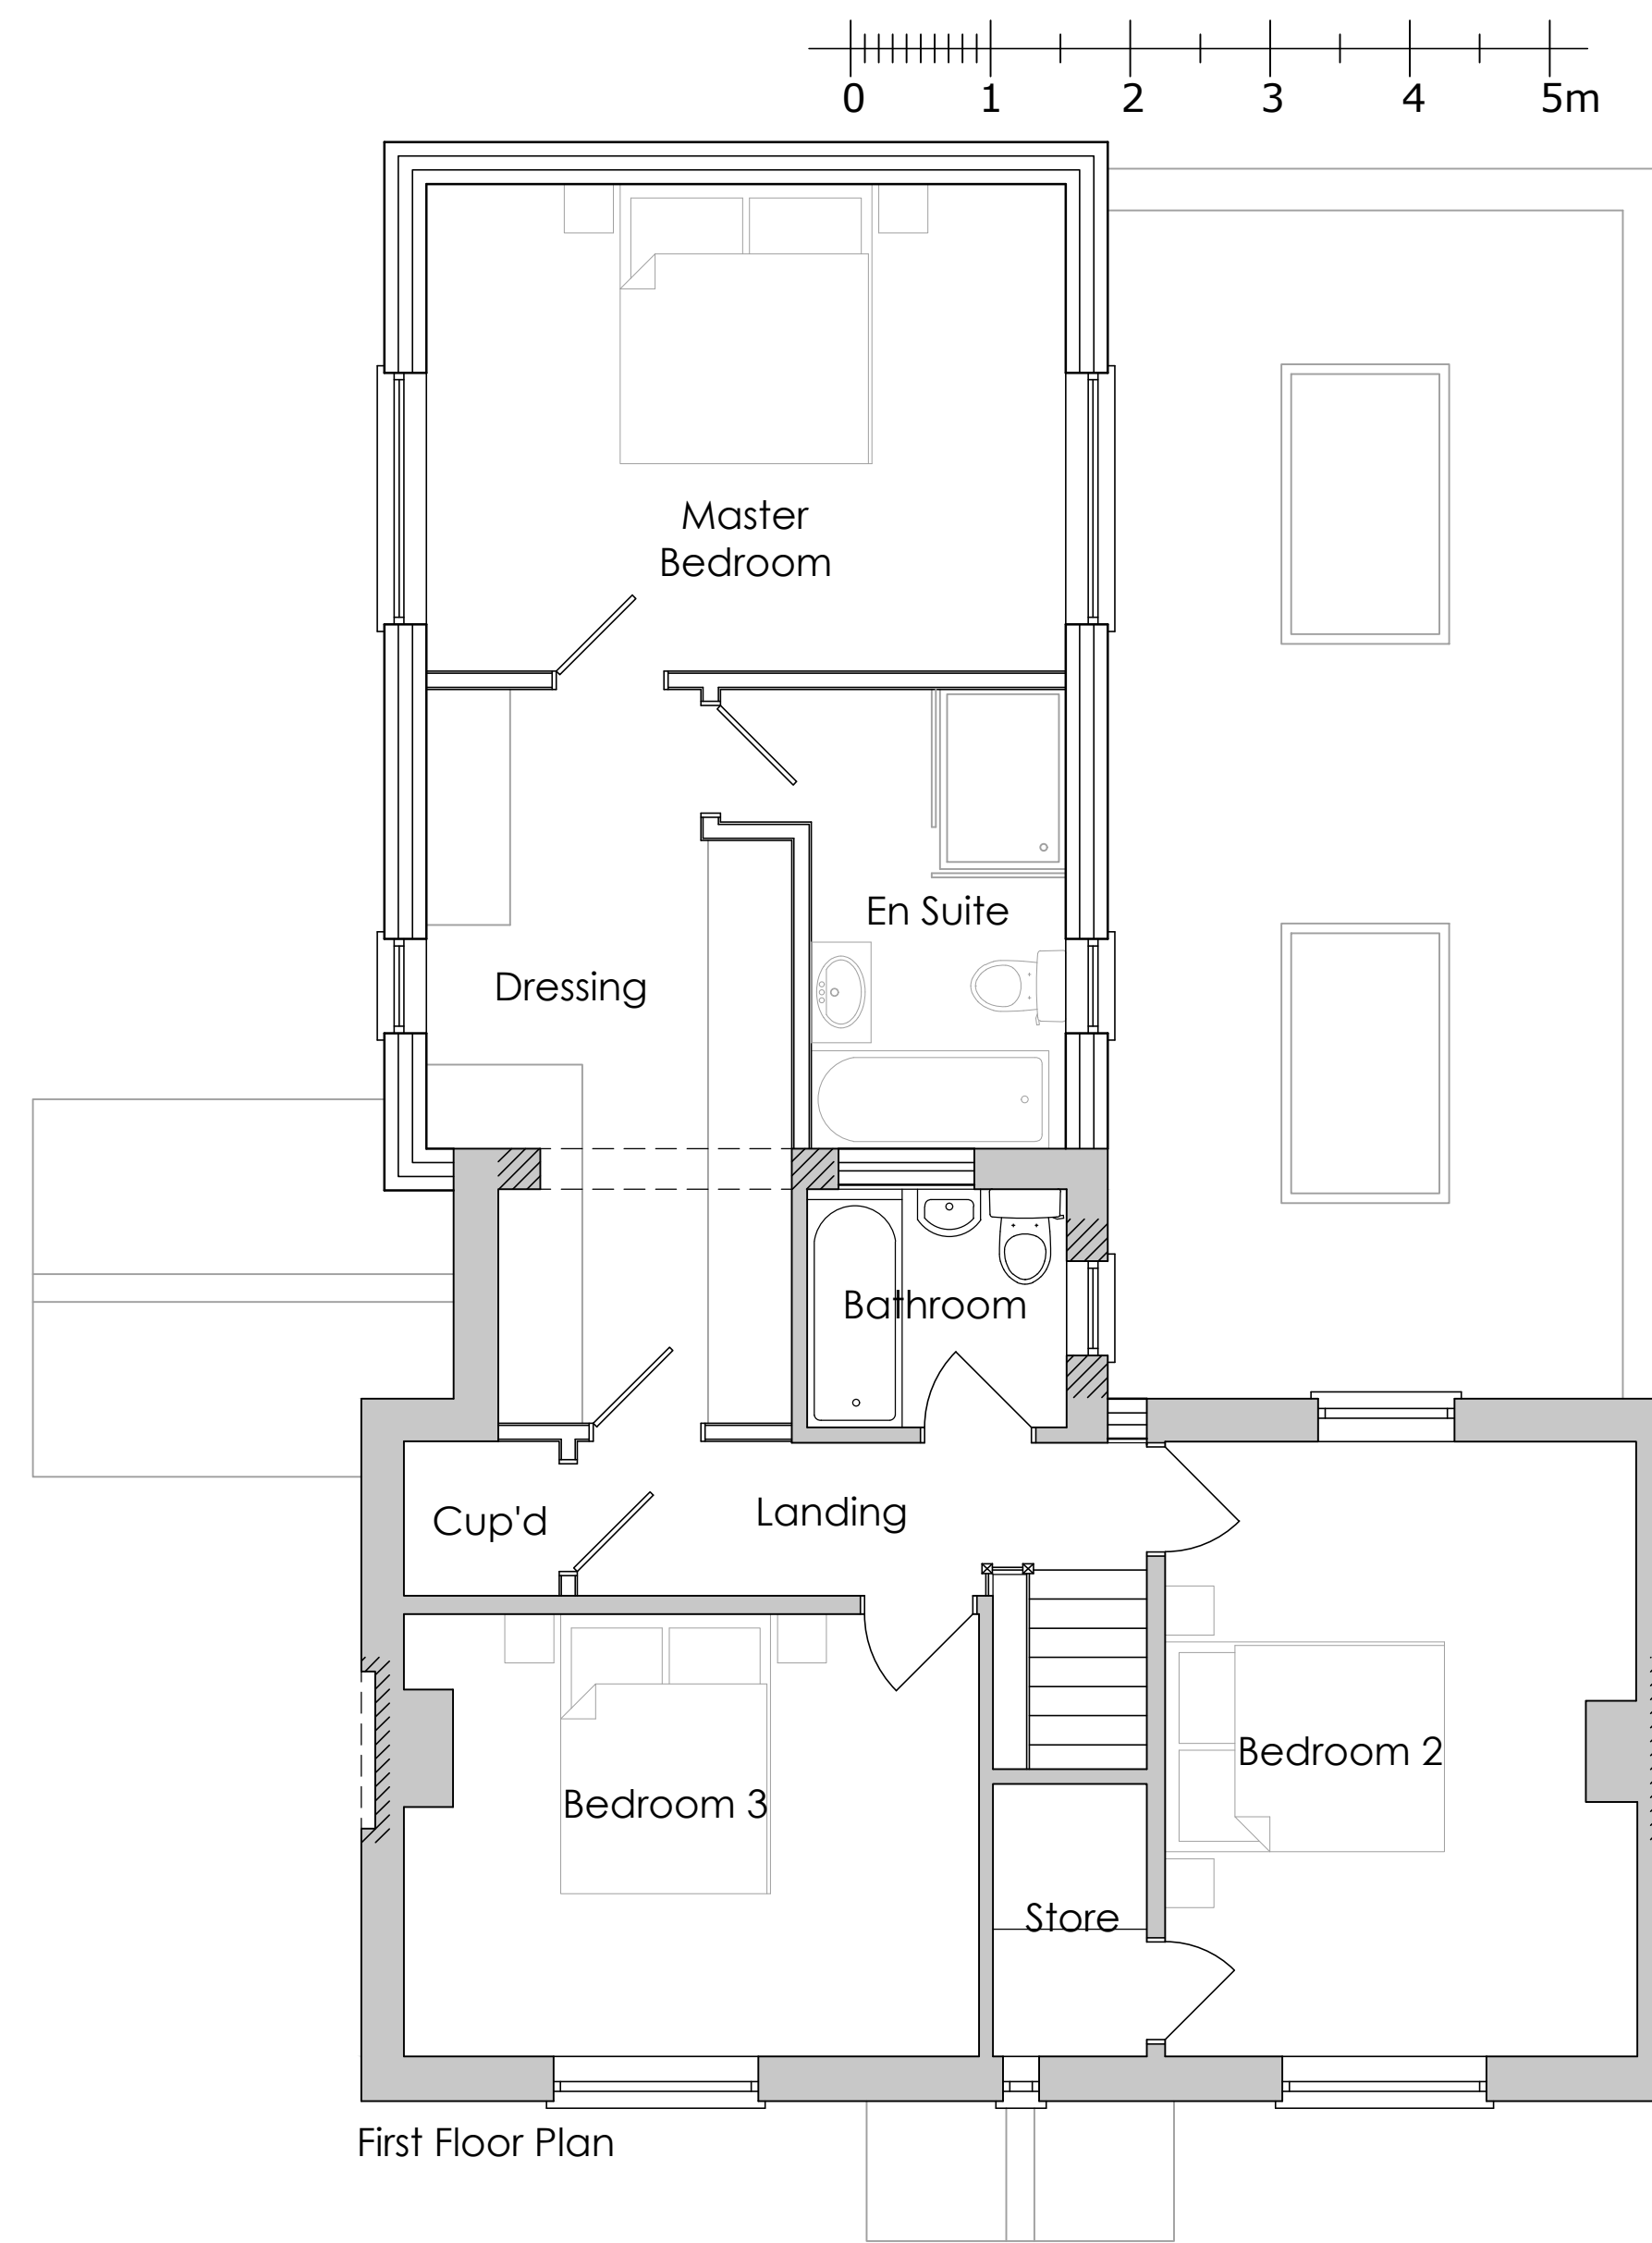 0 1 2 3 4 5m
Master
Bedroom
En Suite
Dressing
Bathroom
Landing
Cup'd
Bedroom 2
Bedroom 3
Store
First Floor Plan